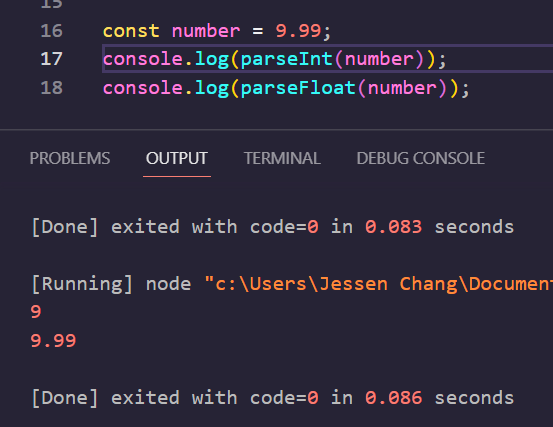 15
16 const number = 9.99;
17 console.log(parseInt(number));
18 console.log(parseFloat(number));
PROBLEMS OUTPUT TERMINAL DEBUG CONSOLE
[Done] exited with code=0 in 0.083 seconds
[Running] node "c:\Users\Jessen Chang\Documen
9
9.99
[Done] exited with code=0 in 0.086 seconds